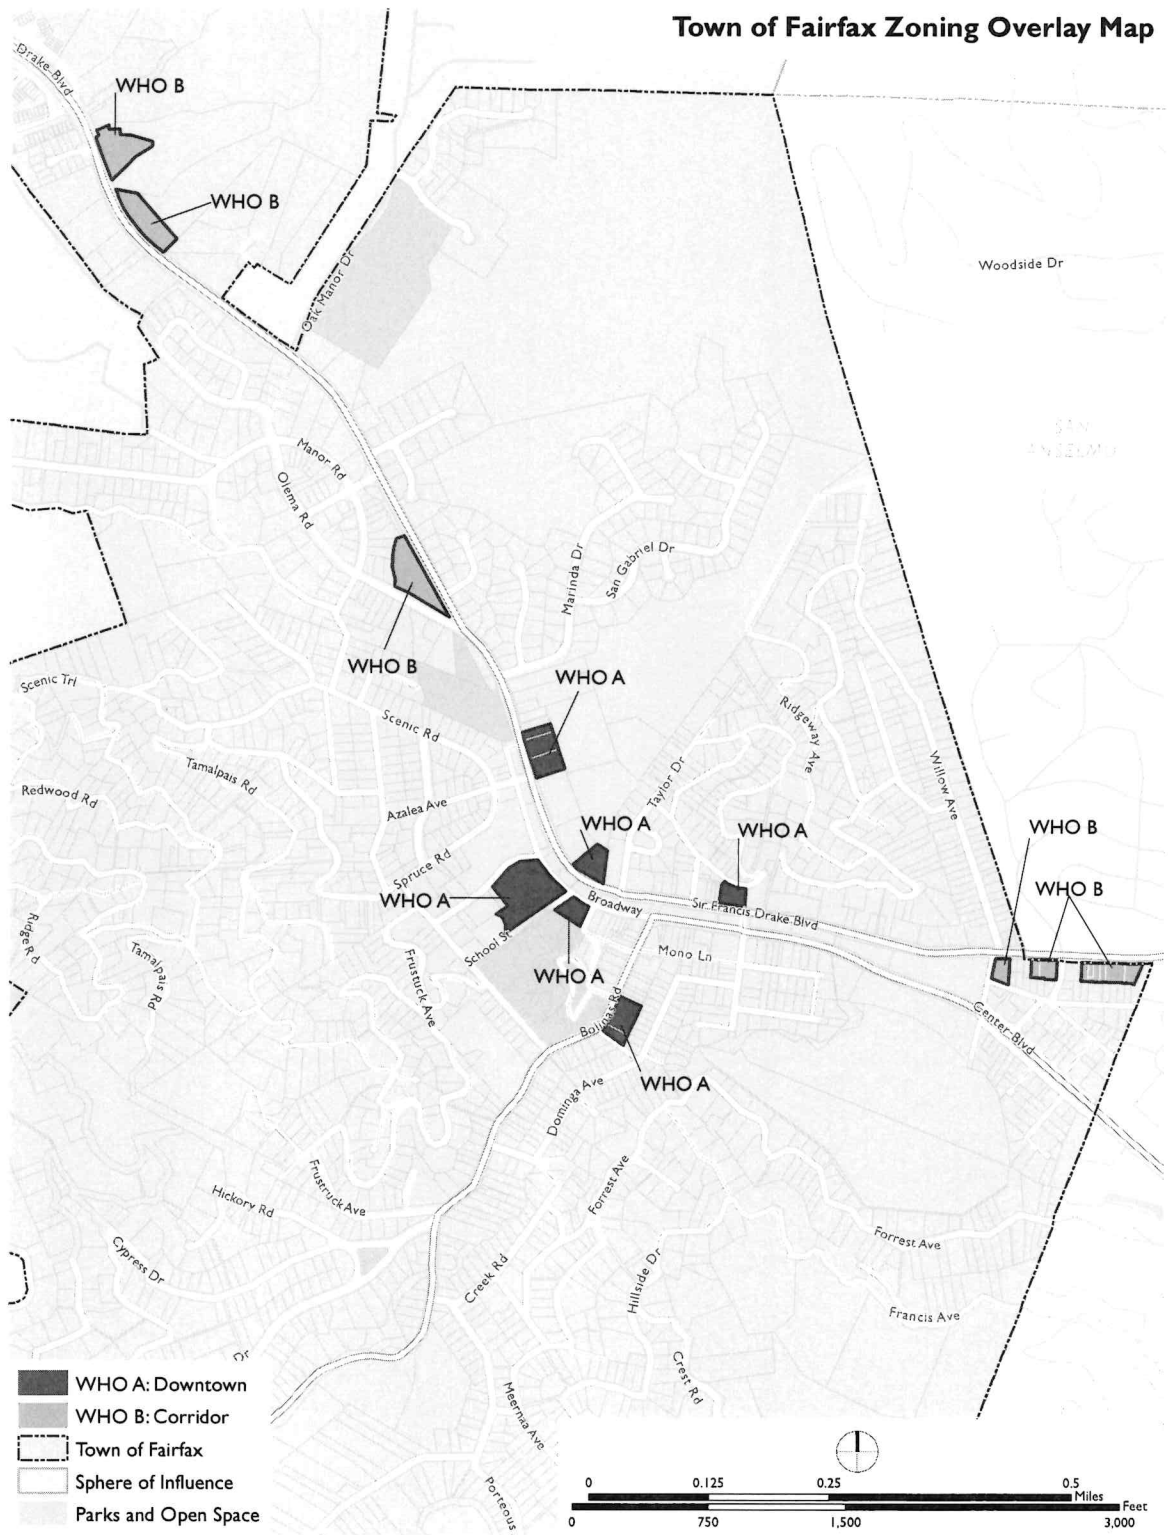 Town of Fairfax Zoning Overlay Map
Drake Blvd
WHO B
WHO B
Woodside Dr
Oak Manor Dr
SAN
ANSELMO
Manor Rd
Olema Rd
Marinda Dr
San Gabriel Dr
WHO B
WHO A
Scenic Trl
Scenic Rd
Ridgeway Ave
Tamalpais Rd
Taylor Dr
Willow Ave
Redwood Rd
Azalea Ave
WHO A
WHO A
WHO B
Spruce Rd
WHO A
WHO B
Broadway
Sir Francis Drake Blvd
Ridge Rd
Tamalpais Rd
School St
Mono Ln
Frustuck Ave
WHO A
Bolinas Rd
Center Blvd
WHO A
Dominga Ave
Frustruck Ave
Hickory Rd
Forrest Ave
Cypress Dr
Forrest Ave
Creek Rd
Hillside Dr
Francis Ave
Dr
Crest Rd
Meernaa Ave
Porteous
WHO A: Downtown
WHO B: Corridor
Town of Fairfax
Sphere of Influence
Parks and Open Space
0 0.125 0.25 0.5
Miles
Feet
0 750 1,500 3,000